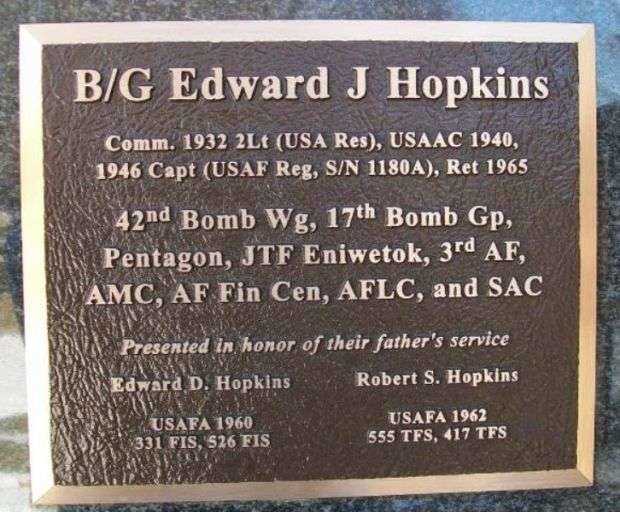 B/G Edward J Hopkins
Comm. 1932 2Lt (USA Res), USAAC 1940,
1946 Capt (USAF Reg, S/N 1180A), Ret 1965
42nd Bomb Wg, 17th Bomb Gp,
Pentagon, JTF Eniwetok, 3rd AF,
AMC, AF Fin Cen, AFLC, and SAC
Presented in honor of their father's service
Edward D. Hopkins
USAFA 1960
331 FIS, 526 FIS
Robert S. Hopkins
USAFA 1962
555 TFS, 417 TFS